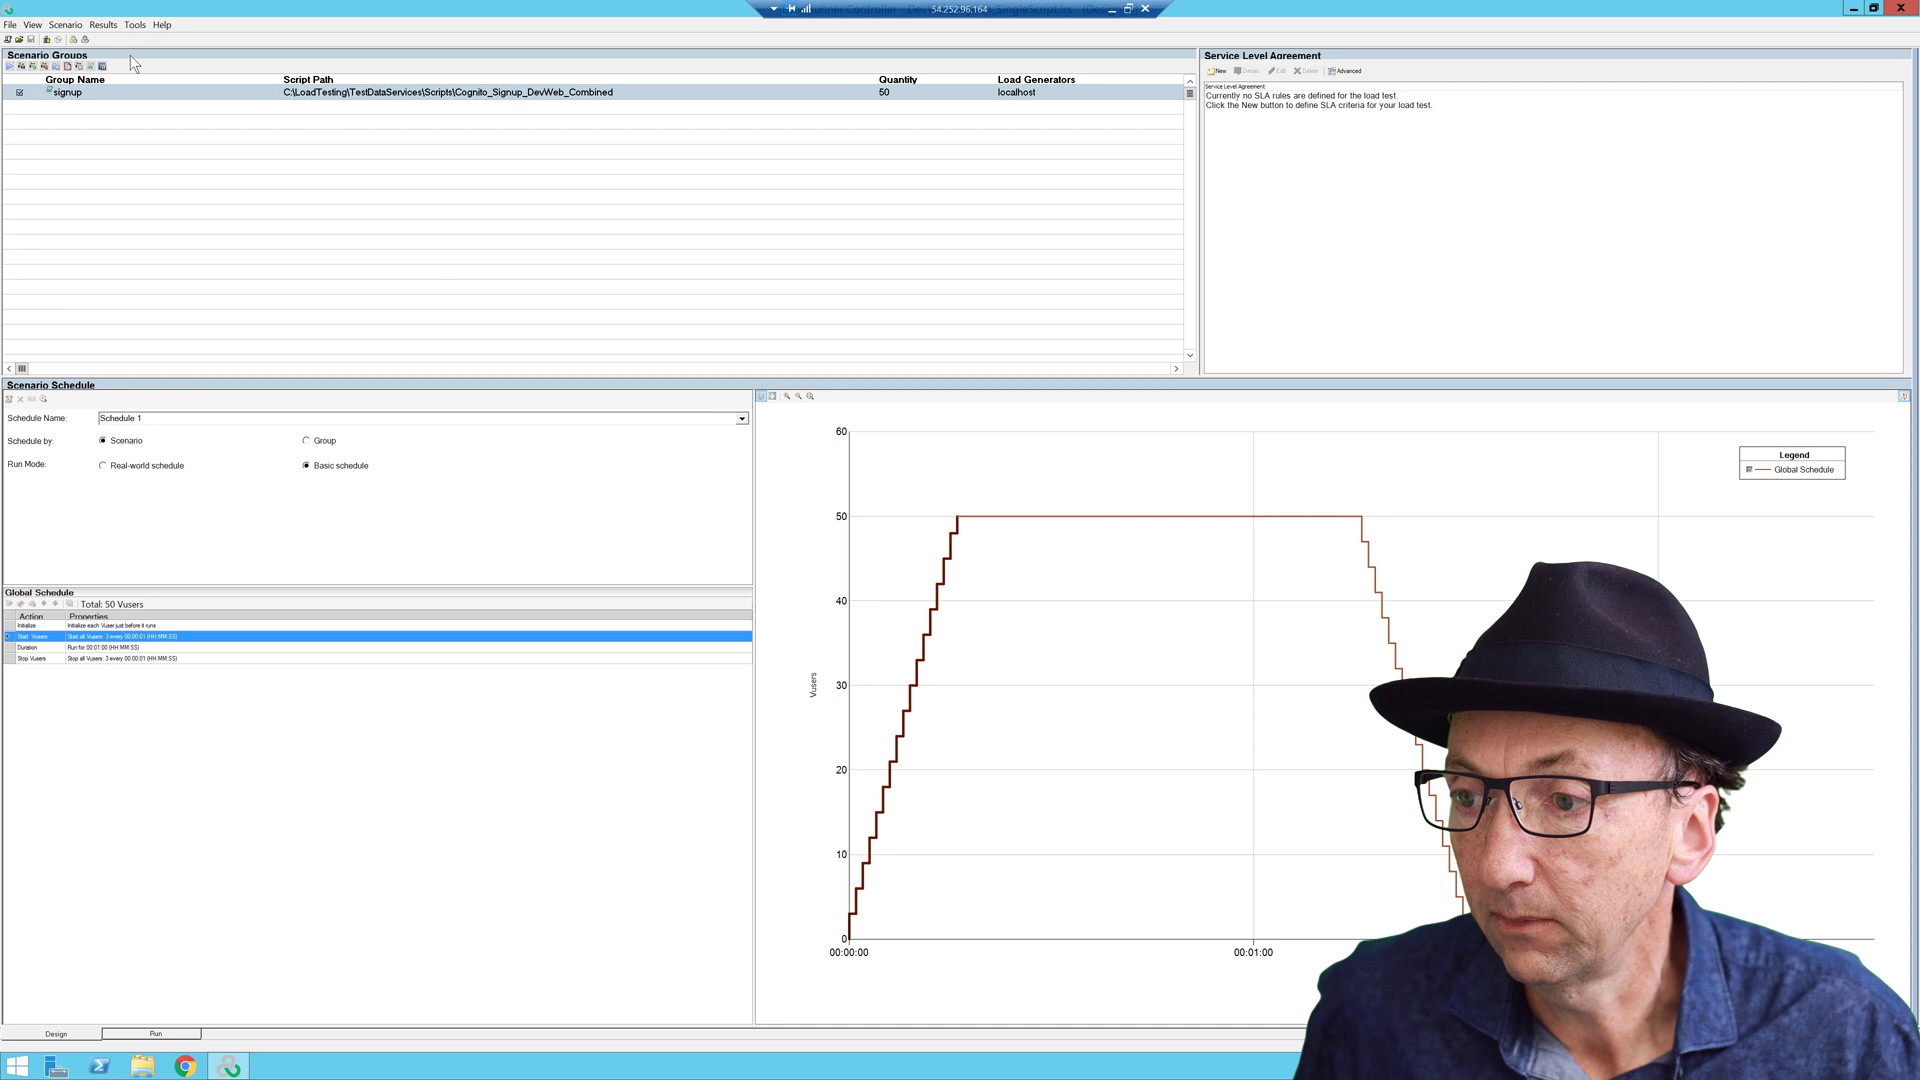 54.252.96.164
File View Scenario Results Tools Help
Scenario Groups
Group Name Script Path Quantity Load Generators
signup C:\LoadTesting\TestDataServices\Scripts\Cognito_Signup_DevWeb_Combined 50 localhost
Service Level Agreement
New Details Edit Delete Advanced
Service Level Agreement
Currently no SLA rules are defined for the load test.
Click the New button to define SLA criteria for your load test.
Scenario Schedule
Schedule Name: Schedule 1
Schedule by: Scenario Group
Run Mode: Real-world schedule Basic schedule
Global Schedule
Total: 50 Vusers
Action Properties
Initialize Initialize each Vuser just before it runs
Start Vusers Start all Vusers: 3 every 00:00:01 (HH:MM:SS)
Duration Run for 00:01:00 (HH:MM:SS)
Stop Vusers Stop all Vusers: 3 every 00:00:01 (HH:MM:SS)
60
50
40
30
20
10
0
Vusers
00:00:00 00:01:00
Legend
Global Schedule
Design Run